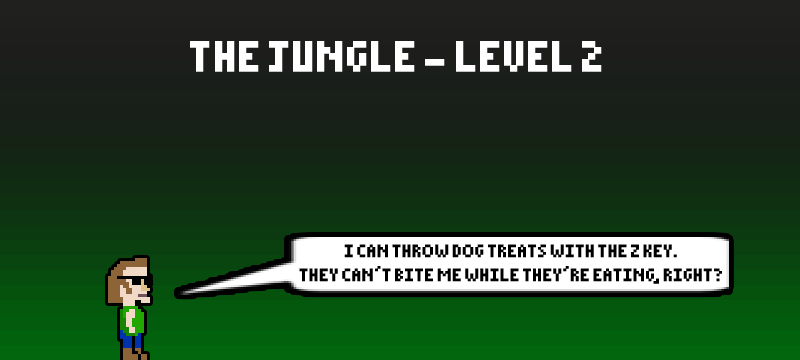 THE JUNGLE - LEVEL 2
I CAN THROW DOG TREATS WITH THE Z KEY.
THEY CAN'T BITE ME WHILE THEY'RE EATING, RIGHT?